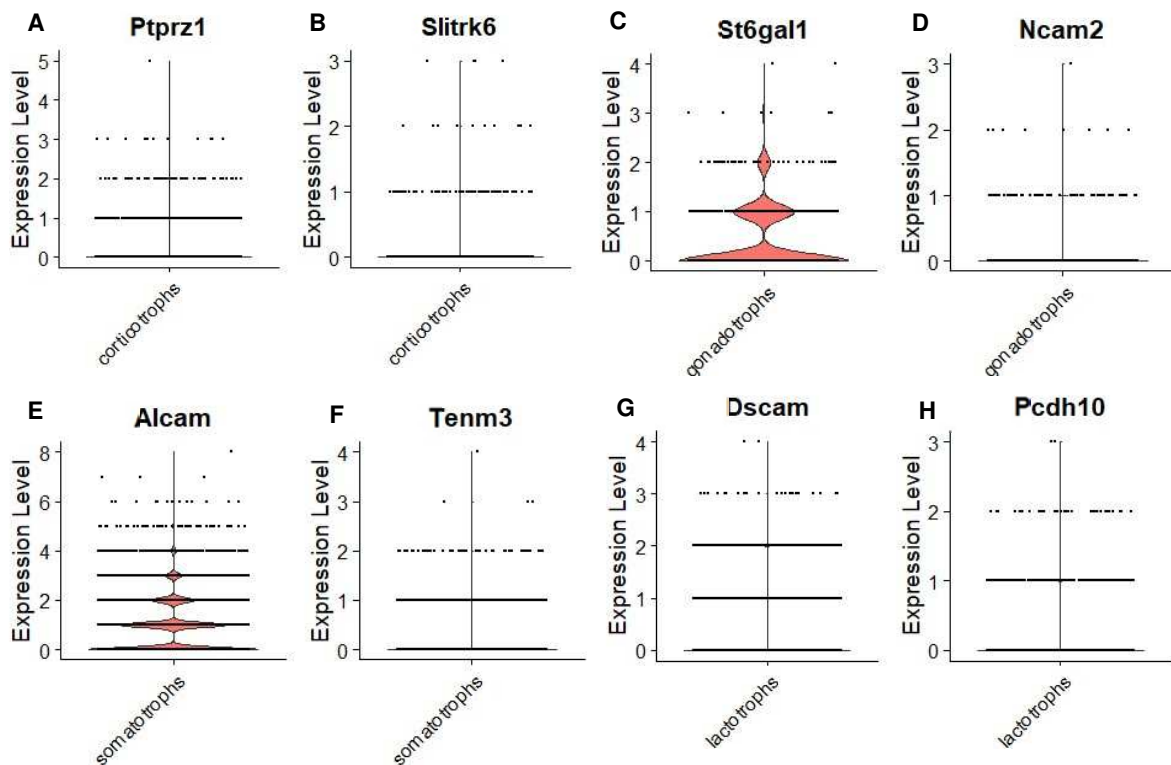 A
Ptprz1
Expression Level
5
4
3
2
1
0
corticotrophs
B
Slitrk6
Expression Level
3
2
1
0
corticotrophs
C
St6gal1
Expression Level
4
3
2
1
0
gonadotrophs
D
Ncam2
Expression Level
3
2
1
0
gonadotrophs
E
Alcam
Expression Level
8
6
4
2
0
somatotrophs
F
Tenm3
Expression Level
4
3
2
1
0
somatotrophs
G
Dscam
Expression Level
4
3
2
1
0
lactotrophs
H
Pcdh10
Expression Level
3
2
1
0
lactotrophs